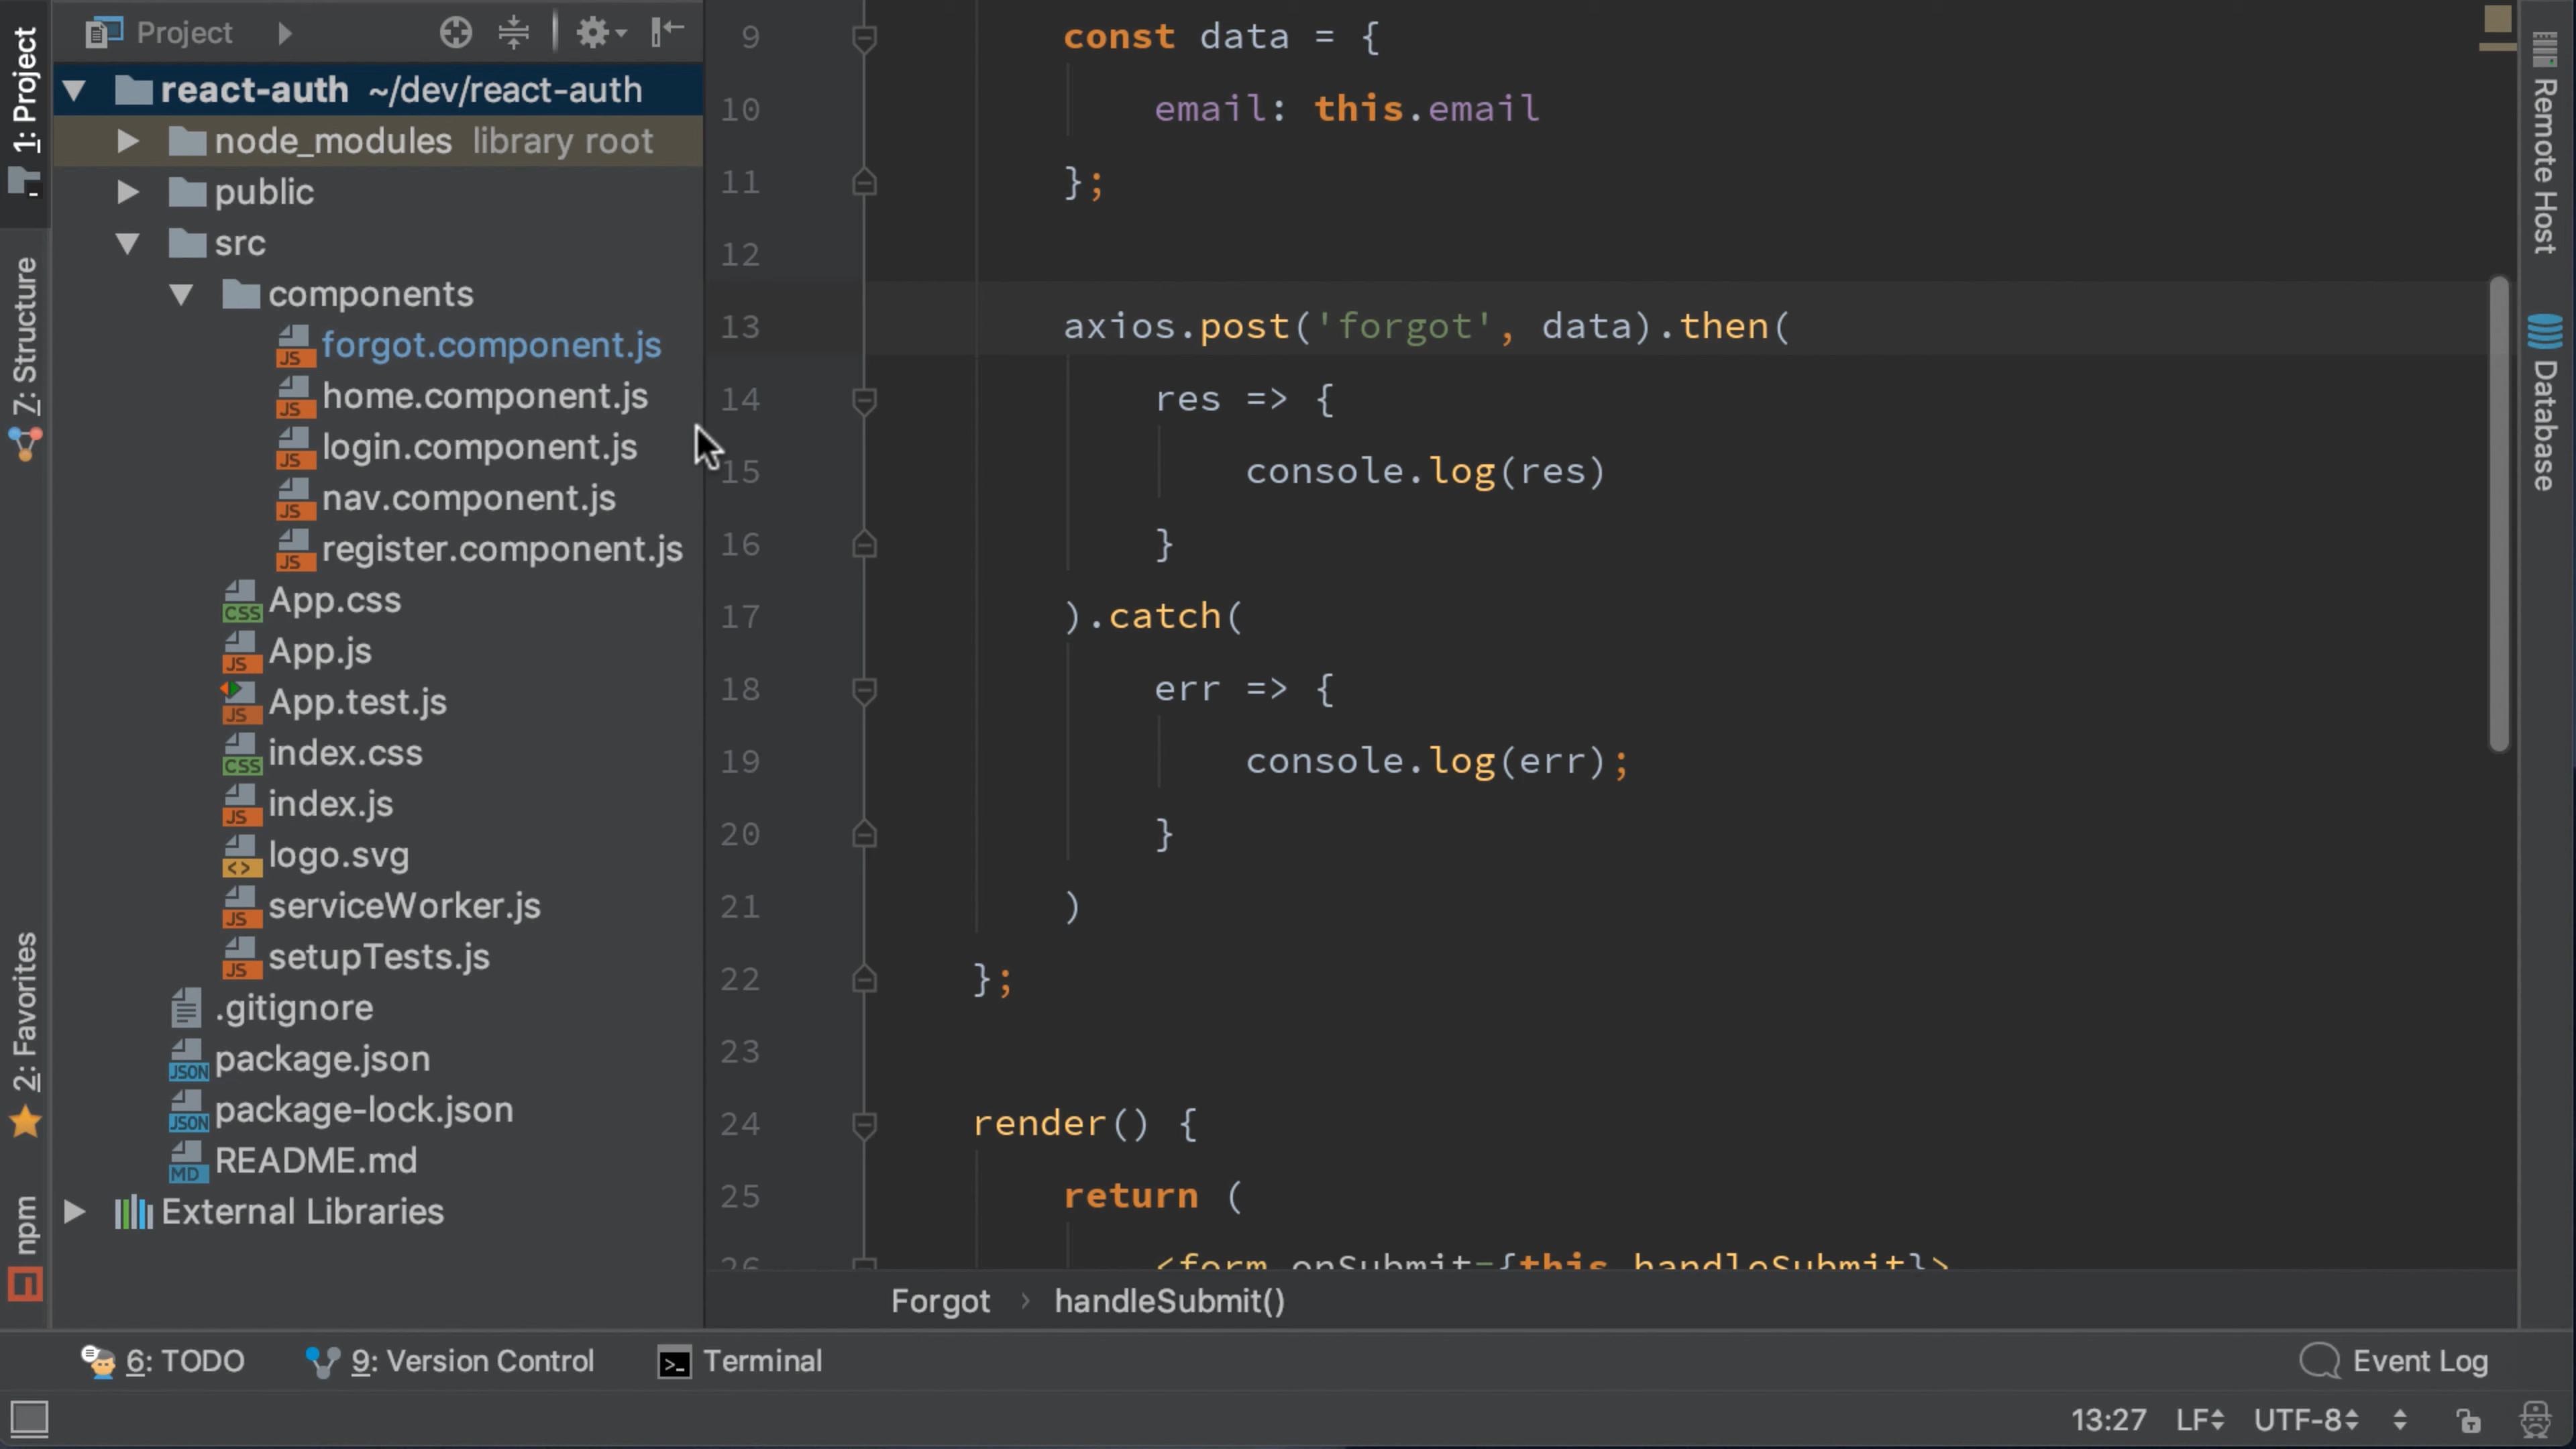 Project
react-auth ~/dev/react-auth
node_modules library root
public
src
components
forgot.component.js
home.component.js
login.component.js
nav.component.js
register.component.js
App.css
App.js
App.test.js
index.css
index.js
logo.svg
serviceWorker.js
setupTests.js
.gitignore
package.json
package-lock.json
README.md
External Libraries
1: Project
7: Structure
2: Favorites
npm
9 const data = {
10 email: this.email
11 };
12
13 axios.post('forgot', data).then(
14 res => {
15 console.log(res)
16 }
17 ).catch(
18 err => {
19 console.log(err);
20 }
21 )
22 };
23
24 render() {
25 return (
26 <form onSubmit={this.handleSubmit}>
Forgot › handleSubmit()
Remote Host
Database
6: TODO
9: Version Control
Terminal
Event Log
13:27 LF UTF-8